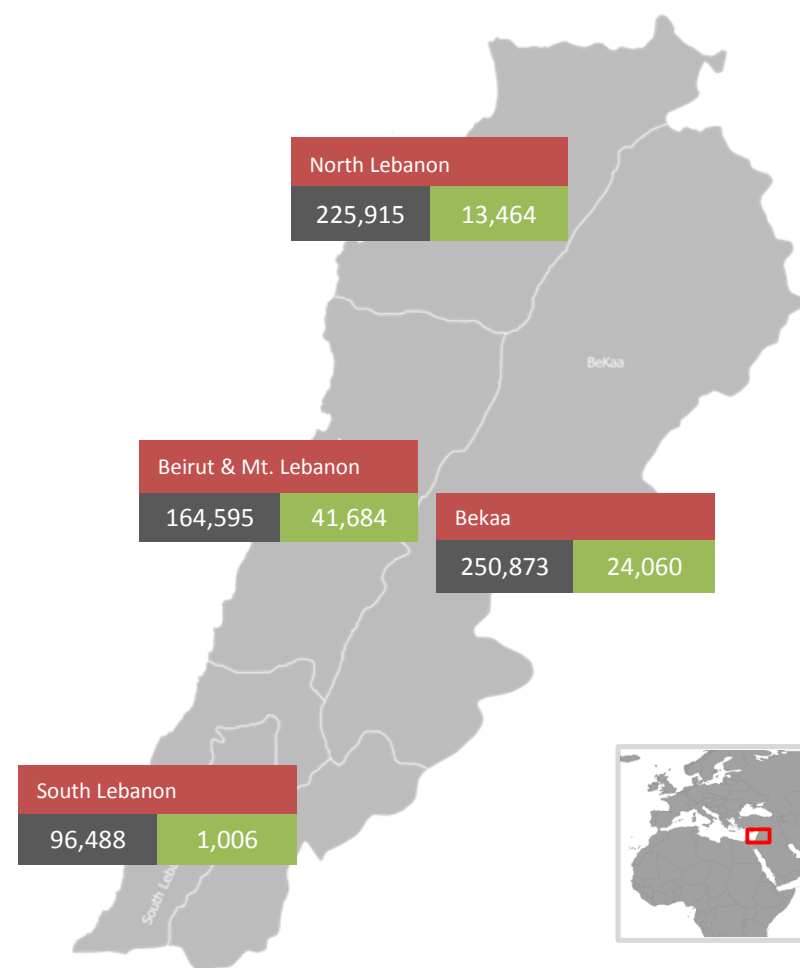 North Lebanon
225,915 13,464
BeKaa
Beirut & Mt. Lebanon
164,595 41,684
Bekaa
250,873 24,060
South Lebanon
96,488 1,006
South